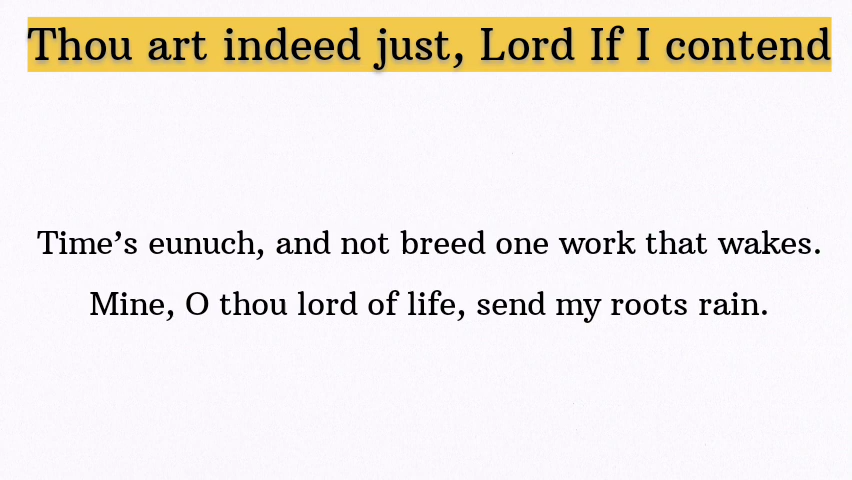 Thou art indeed just, Lord If I contend
Time’s eunuch, and not breed one work that wakes.
Mine, O thou lord of life, send my roots rain.